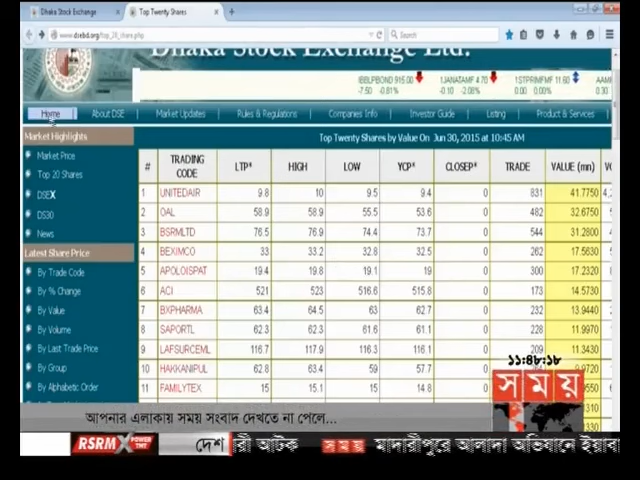 Dhaka Stock Exchange
Top Twenty Shares
www.dsebd.org/top_20_share.php
Search
Dhaka Stock Exchange Ltd.
IBBLPBOND 915.00 1JANATAMF 4.70 1STPRIMFMF 11.60 AAM
-7.50 -0.81% -0.10 -2.08% 0.00 0.00% 0.30
Home About DSE Market Updates Rules & Regulations Companies Info Investor Guide Listing Product & Services
Market Highlights
Market Price
Top 20 Shares
DSEX
DS30
News
Latest Share Price
By Trade Code
By % Change
By Value
By Volume
By Last Trade Price
By Group
By Alphabetic Order
Top Twenty Shares by Value On Jun 30, 2015 at 10:45 AM
# TRADING CODE LTP* HIGH LOW YCP* CLOSEP* TRADE VALUE (mn) VO
1 UNITEDAIR 9.8 10 9.5 9.4 0 831 41.7750 4,
2 OAL 58.9 58.9 55.5 53.6 0 482 32.6750
3 BSRMLTD 76.5 76.9 74.4 73.7 0 544 31.2800
4 BEXIMCO 33 33.2 32.8 32.5 0 262 17.5630
5 APOLOISPAT 19.4 19.8 19.1 19 0 300 17.2320
6 ACI 521 523 516.6 515.8 0 173 14.5730
7 BXPHARMA 63.4 64.5 63 62.7 0 232 13.9440
8 SAPORTL 62.3 62.3 61.6 61.1 0 228 11.9970
9 LAFSURCEML 116.7 117.9 116.3 116.1 0 209 11.3430
10 HAKKANIPUL 62.8 63.4 59 57.7 0
11 FAMILYTEX 15 15.1 15 14.8 0
১১:৪৮:১৮
সময়
আপনার এলাকায় সময় সংবাদ দেখতে না পেলে...
RSRM X POWER TMT দেশ রী আটক সময় মাদারীপুরে আলাদা অভিযানে ইয়াব